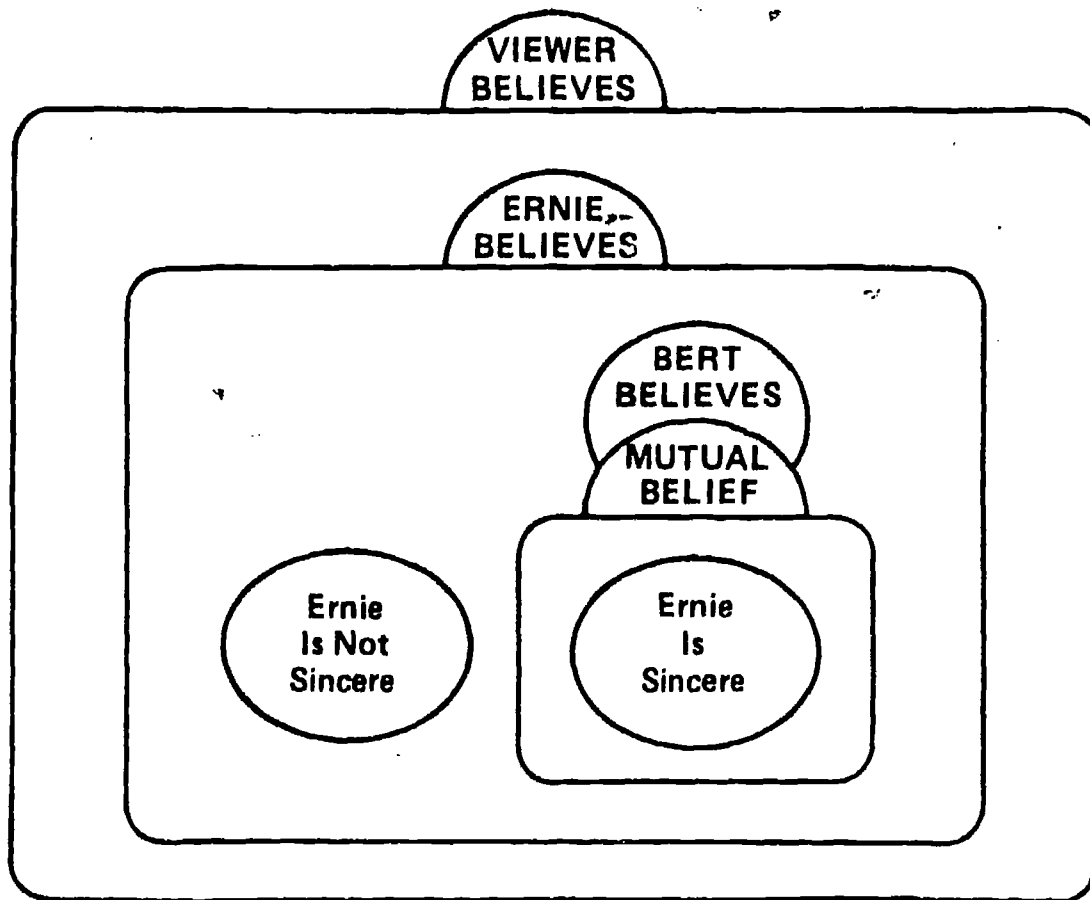 VIEWER
BELIEVES
ERNIE
BELIEVES
BERT
BELIEVES
MUTUAL
BELIEF
Ernie
Is Not
Sincere
Ernie
Is
Sincere